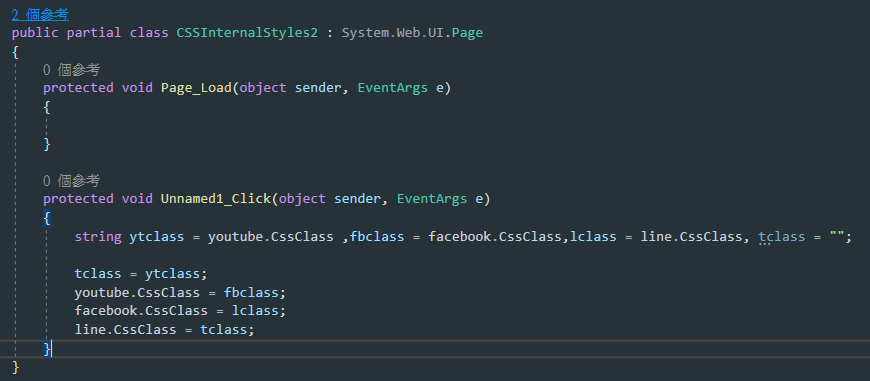 2 個參考
public partial class CSSInternalStyles2 : System.Web.UI.Page
{
0 個參考
protected void Page_Load(object sender, EventArgs e)
{
}
0 個參考
protected void Unnamed1_Click(object sender, EventArgs e)
{
string ytclass = youtube.CssClass ,fbclass = facebook.CssClass,lclass = line.CssClass, tclass = "";
tclass = ytclass;
youtube.CssClass = fbclass;
facebook.CssClass = lclass;
line.CssClass = tclass;
}
}